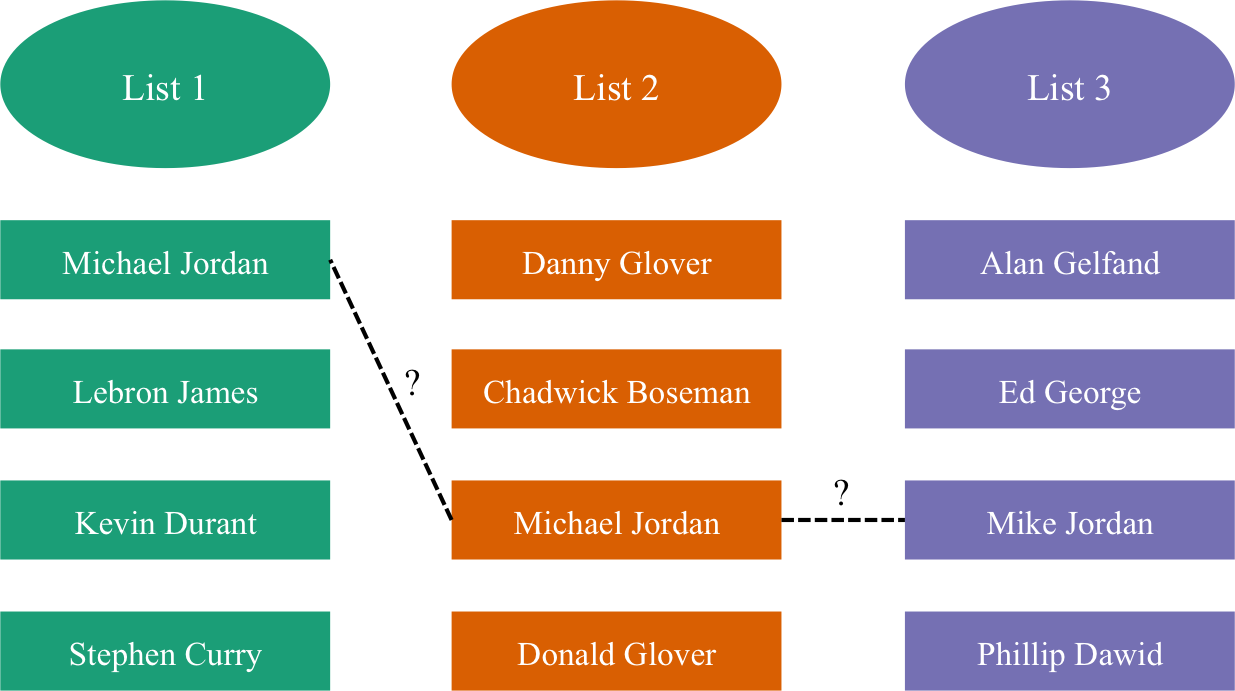 List 1
List 2
List 3
Michael Jordan
Danny Glover
Alan Gelfand
?
Lebron James
Chadwick Boseman
Ed George
?
Kevin Durant
Michael Jordan
Mike Jordan
Stephen Curry
Donald Glover
Phillip Dawid